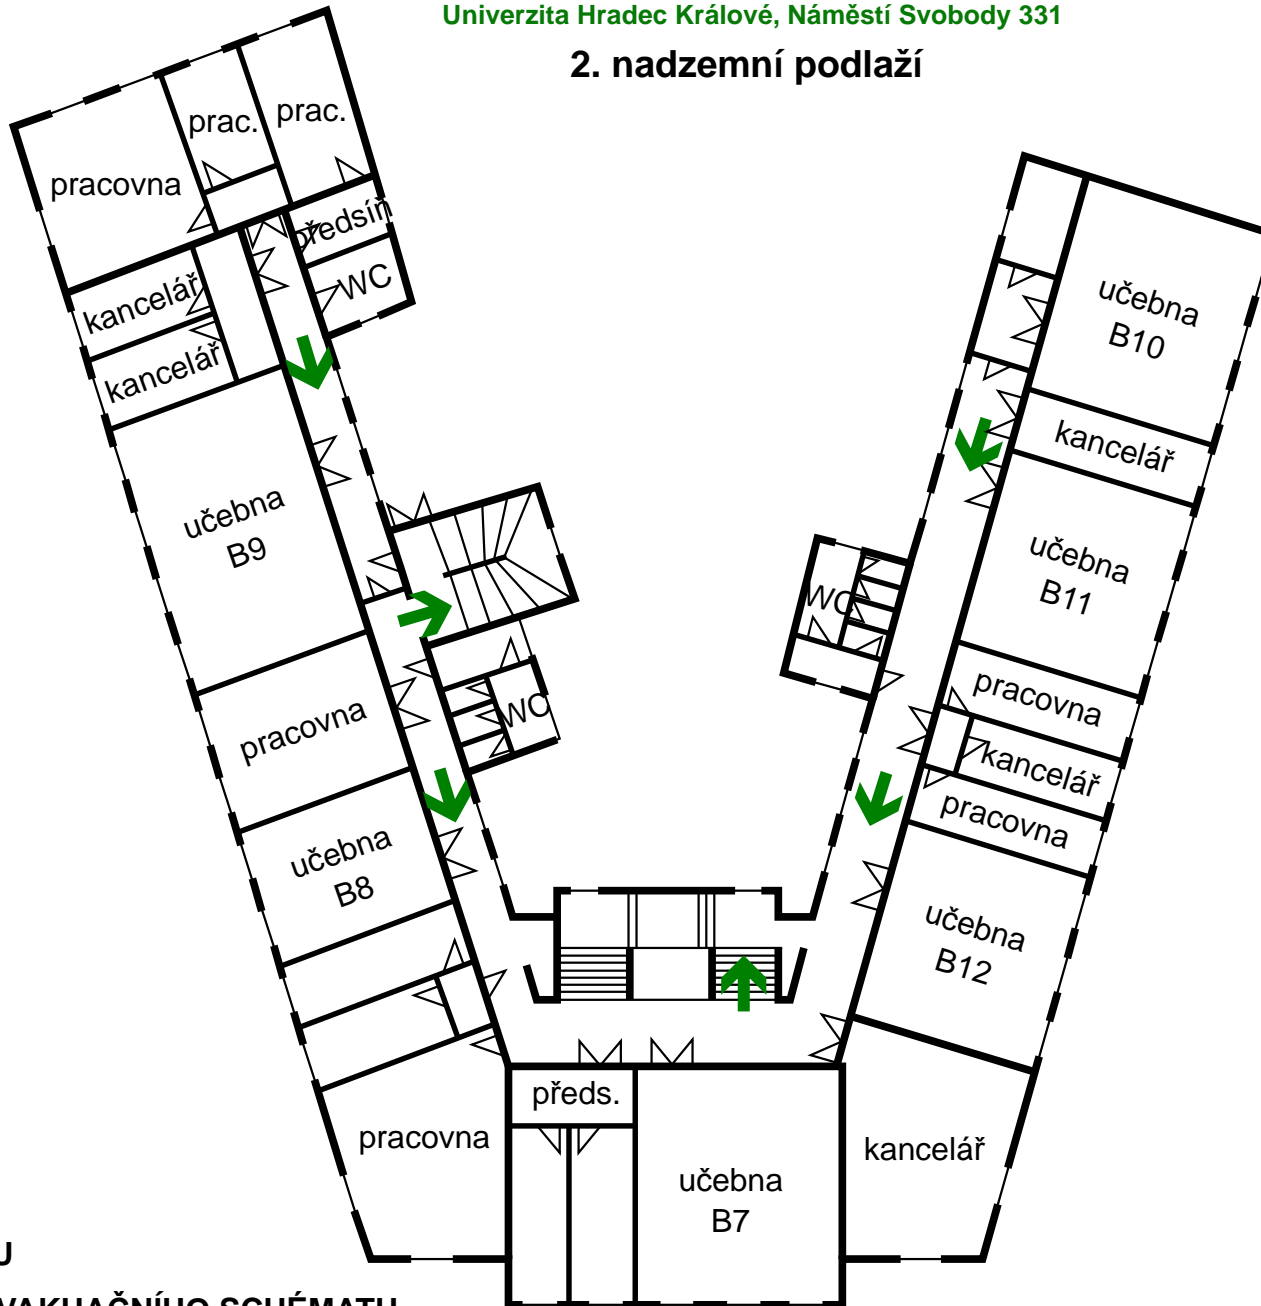 Univerzita Hradec Králové, Náměstí Svobody 331
2. nadzemní podlaží
prac.
prac.
pracovna
předsíň
WC
kancelář
kancelář
učebna
B9
pracovna
WC
učebna
B8
pracovna
předs.
učebna
B7
kancelář
učebna
B10
kancelář
učebna
B11
WC
pracovna
kancelář
pracovna
učebna
B12
U
VAKUAČNÍHO SCHÉMATU